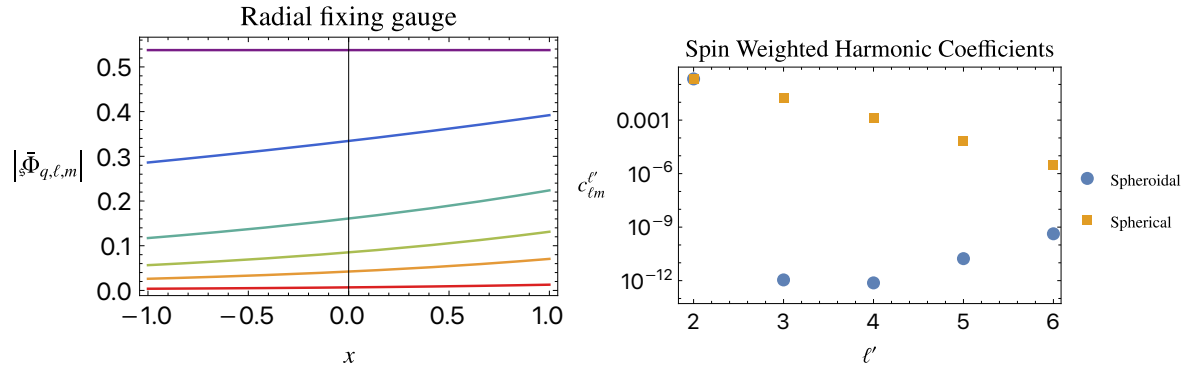 Radial fixing gauge
0.5
0.4
0.3
0.2
0.1
0.0
|𝔰Φ̄q,ℓ,m|
−1.0 −0.5 0.0 0.5 1.0
x
Spin Weighted Harmonic Coefficients
0.001
10⁻⁶
10⁻⁹
10⁻¹²
cℓmℓ′
2 3 4 5 6
ℓ′
Spheroidal
Spherical